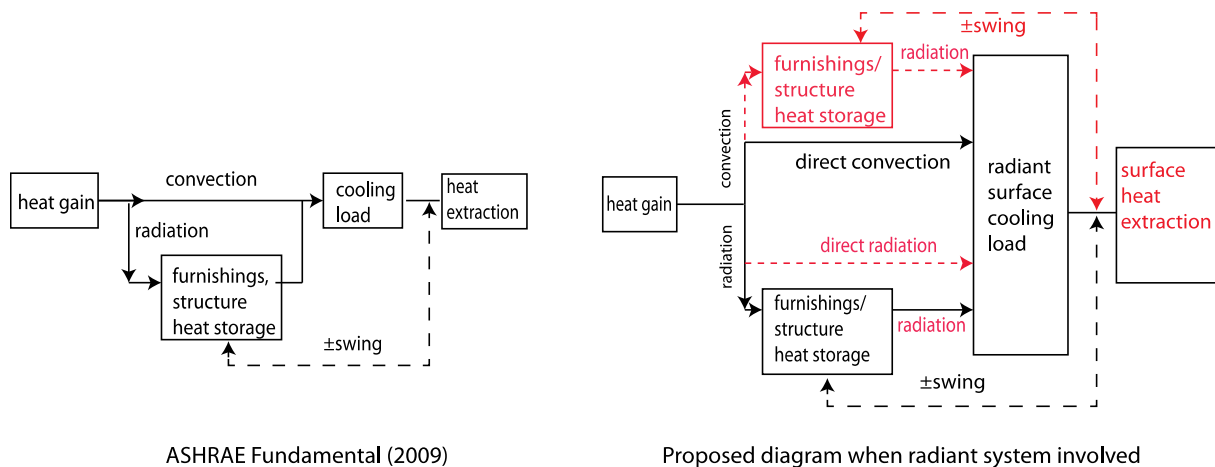 heat gain
convection
radiation
furnishings,
structure
heat storage
cooling
load
heat
extraction
±swing
ASHRAE Fundamental (2009)
±swing
furnishings/
structure
heat storage
radiation
convection
direct convection
heat gain
radiation
direct radiation
furnishings/
structure
heat storage
radiation
radiant
surface
cooling
load
surface
heat
extraction
±swing
Proposed diagram when radiant system involved